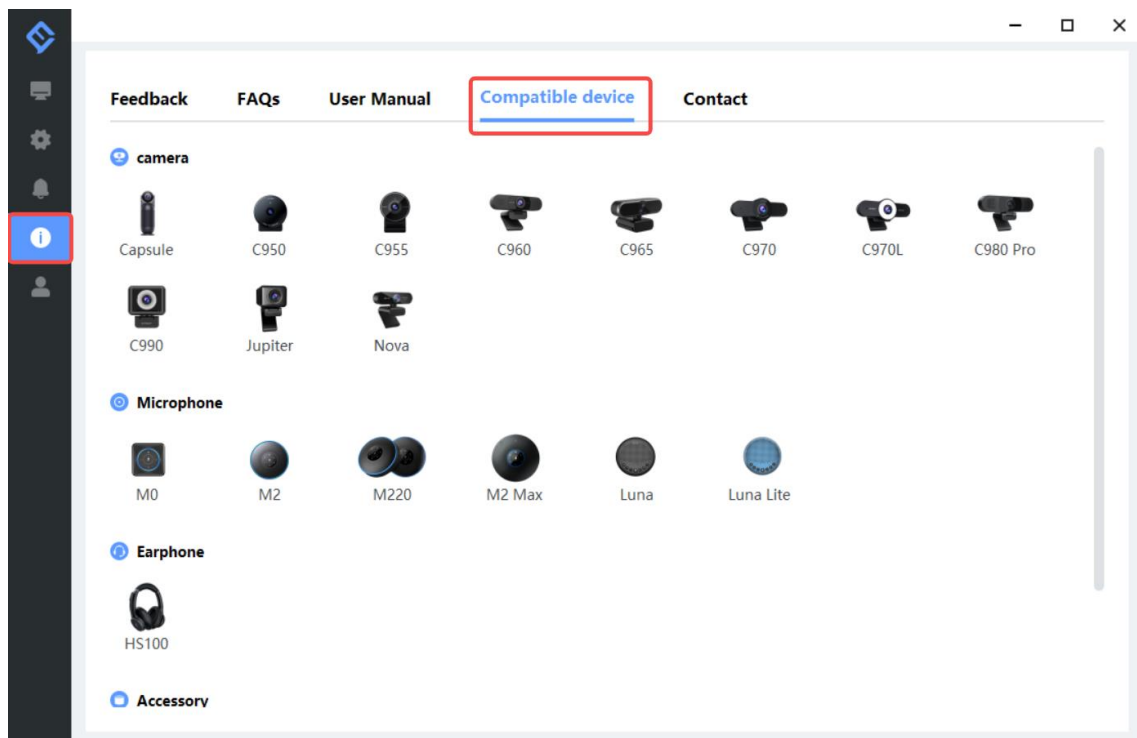 Feedback FAQs User Manual Compatible device Contact
camera
Capsule C950 C955 C960 C965 C970 C970L C980 Pro
C990 Jupiter Nova
Microphone
M0 M2 M220 M2 Max Luna Luna Lite
Earphone
HS100
Accessory